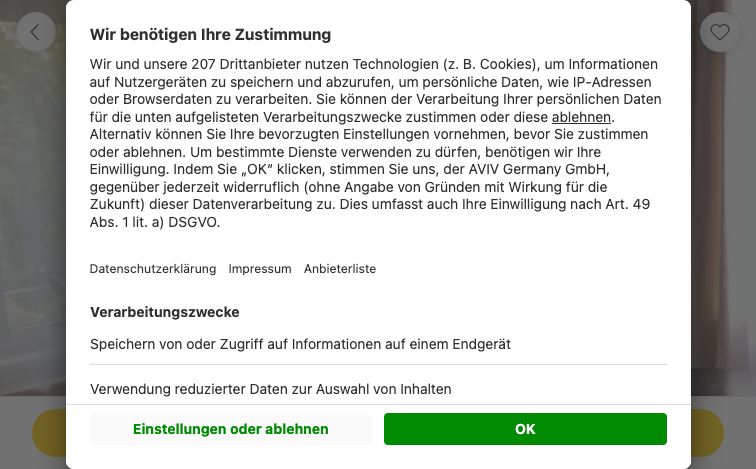 Wir benötigen Ihre Zustimmung
Wir und unsere 207 Drittanbieter nutzen Technologien (z. B. Cookies), um Informationen
auf Nutzergeräten zu speichern und abzurufen, um persönliche Daten, wie IP-Adressen
oder Browserdaten zu verarbeiten. Sie können der Verarbeitung Ihrer persönlichen Daten
für die unten aufgelisteten Verarbeitungszwecke zustimmen oder diese ablehnen.
Alternativ können Sie Ihre bevorzugten Einstellungen vornehmen, bevor Sie zustimmen
oder ablehnen. Um bestimmte Dienste verwenden zu dürfen, benötigen wir Ihre
Einwilligung. Indem Sie „OK“ klicken, stimmen Sie uns, der AVIV Germany GmbH,
gegenüber jederzeit widerruflich (ohne Angabe von Gründen mit Wirkung für die
Zukunft) dieser Datenverarbeitung zu. Dies umfasst auch Ihre Einwilligung nach Art. 49
Abs. 1 lit. a) DSGVO.
Datenschutzerklärung Impressum Anbieterliste
Verarbeitungszwecke
Speichern von oder Zugriff auf Informationen auf einem Endgerät
Verwendung reduzierter Daten zur Auswahl von Inhalten
Einstellungen oder ablehnen OK